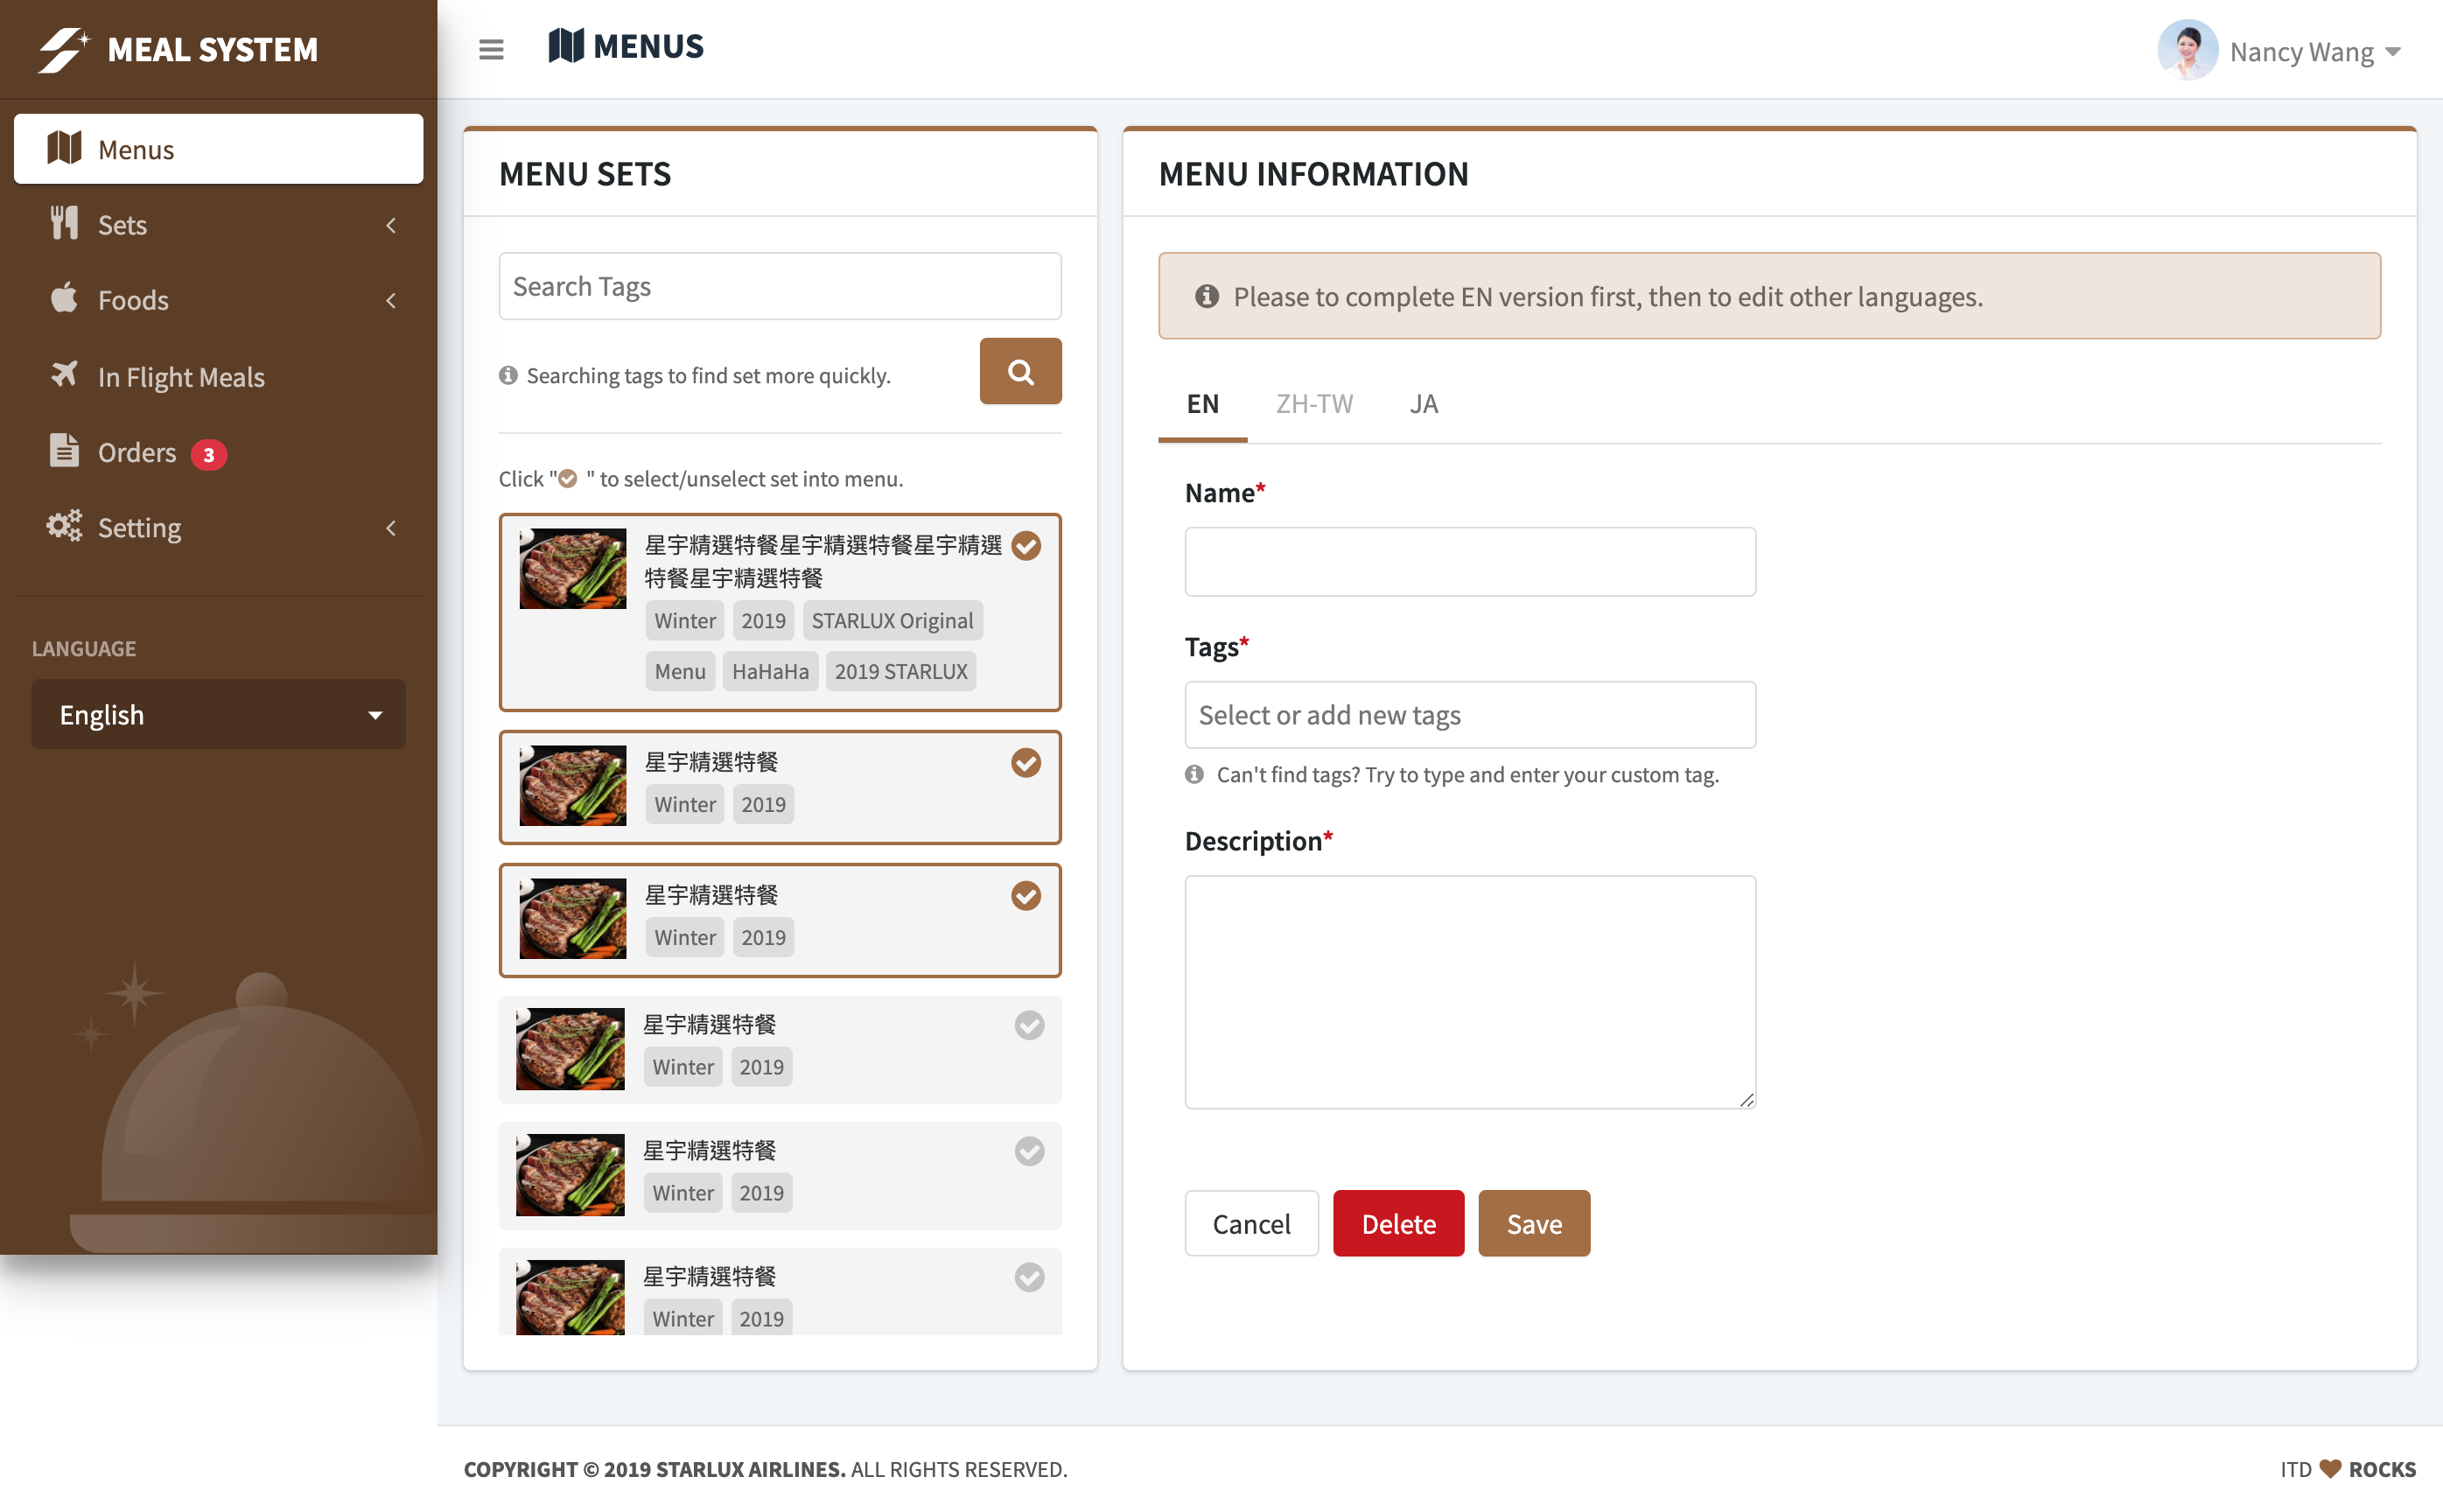 MEAL SYSTEM
Menus
Sets
Foods
In Flight Meals
Orders 3
Setting
LANGUAGE
English
MENUS
Nancy Wang
MENU SETS
Search Tags
Searching tags to find set more quickly.
Click " " to select/unselect set into menu.
星宇精選特餐星宇精選特餐星宇精選
特餐星宇精選特餐
Winter 2019 STARLUX Original
Menu HaHaHa 2019 STARLUX
星宇精選特餐
Winter 2019
星宇精選特餐
Winter 2019
星宇精選特餐
Winter 2019
星宇精選特餐
Winter 2019
星宇精選特餐
Winter 2019
MENU INFORMATION
Please to complete EN version first, then to edit other languages.
EN ZH-TW JA
Name*
Tags*
Select or add new tags
Can't find tags? Try to type and enter your custom tag.
Description*
Cancel Delete Save
COPYRIGHT © 2019 STARLUX AIRLINES. ALL RIGHTS RESERVED.
ITD ROCKS